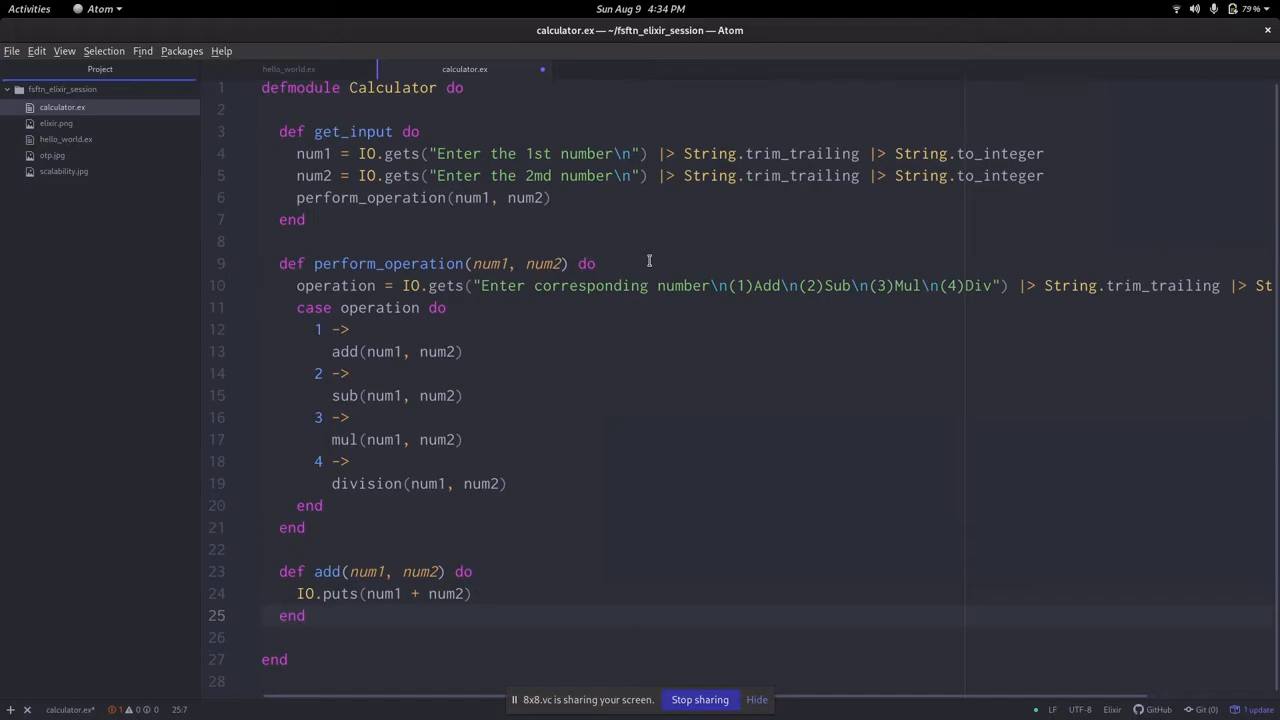 Activities
Atom
Sun Aug 9 4:34 PM
79 %
calculator.ex — ~/fsftn_elixir_session — Atom
File Edit View Selection Find Packages Help
Project
hello_world.ex
calculator.ex
fsftn_elixir_session
calculator.ex
elixir.png
hello_world.ex
otp.jpg
scalability.jpg
1 defmodule Calculator do
2
3 def get_input do
4 num1 = IO.gets("Enter the 1st number\n") |> String.trim_trailing |> String.to_integer
5 num2 = IO.gets("Enter the 2md number\n") |> String.trim_trailing |> String.to_integer
6 perform_operation(num1, num2)
7 end
8
9 def perform_operation(num1, num2) do
10 operation = IO.gets("Enter corresponding number\n(1)Add\n(2)Sub\n(3)Mul\n(4)Div") |> String.trim_trailing |> St
11 case operation do
12 1 ->
13 add(num1, num2)
14 2 ->
15 sub(num1, num2)
16 3 ->
17 mul(num1, num2)
18 4 ->
19 division(num1, num2)
20 end
21 end
22
23 def add(num1, num2) do
24 IO.puts(num1 + num2)
25 end
26
27 end
28
8x8.vc is sharing your screen.
Stop sharing
Hide
calculator.ex* 1 0 0 25:7
LF UTF-8 Elixir GitHub Git (0) 1 update